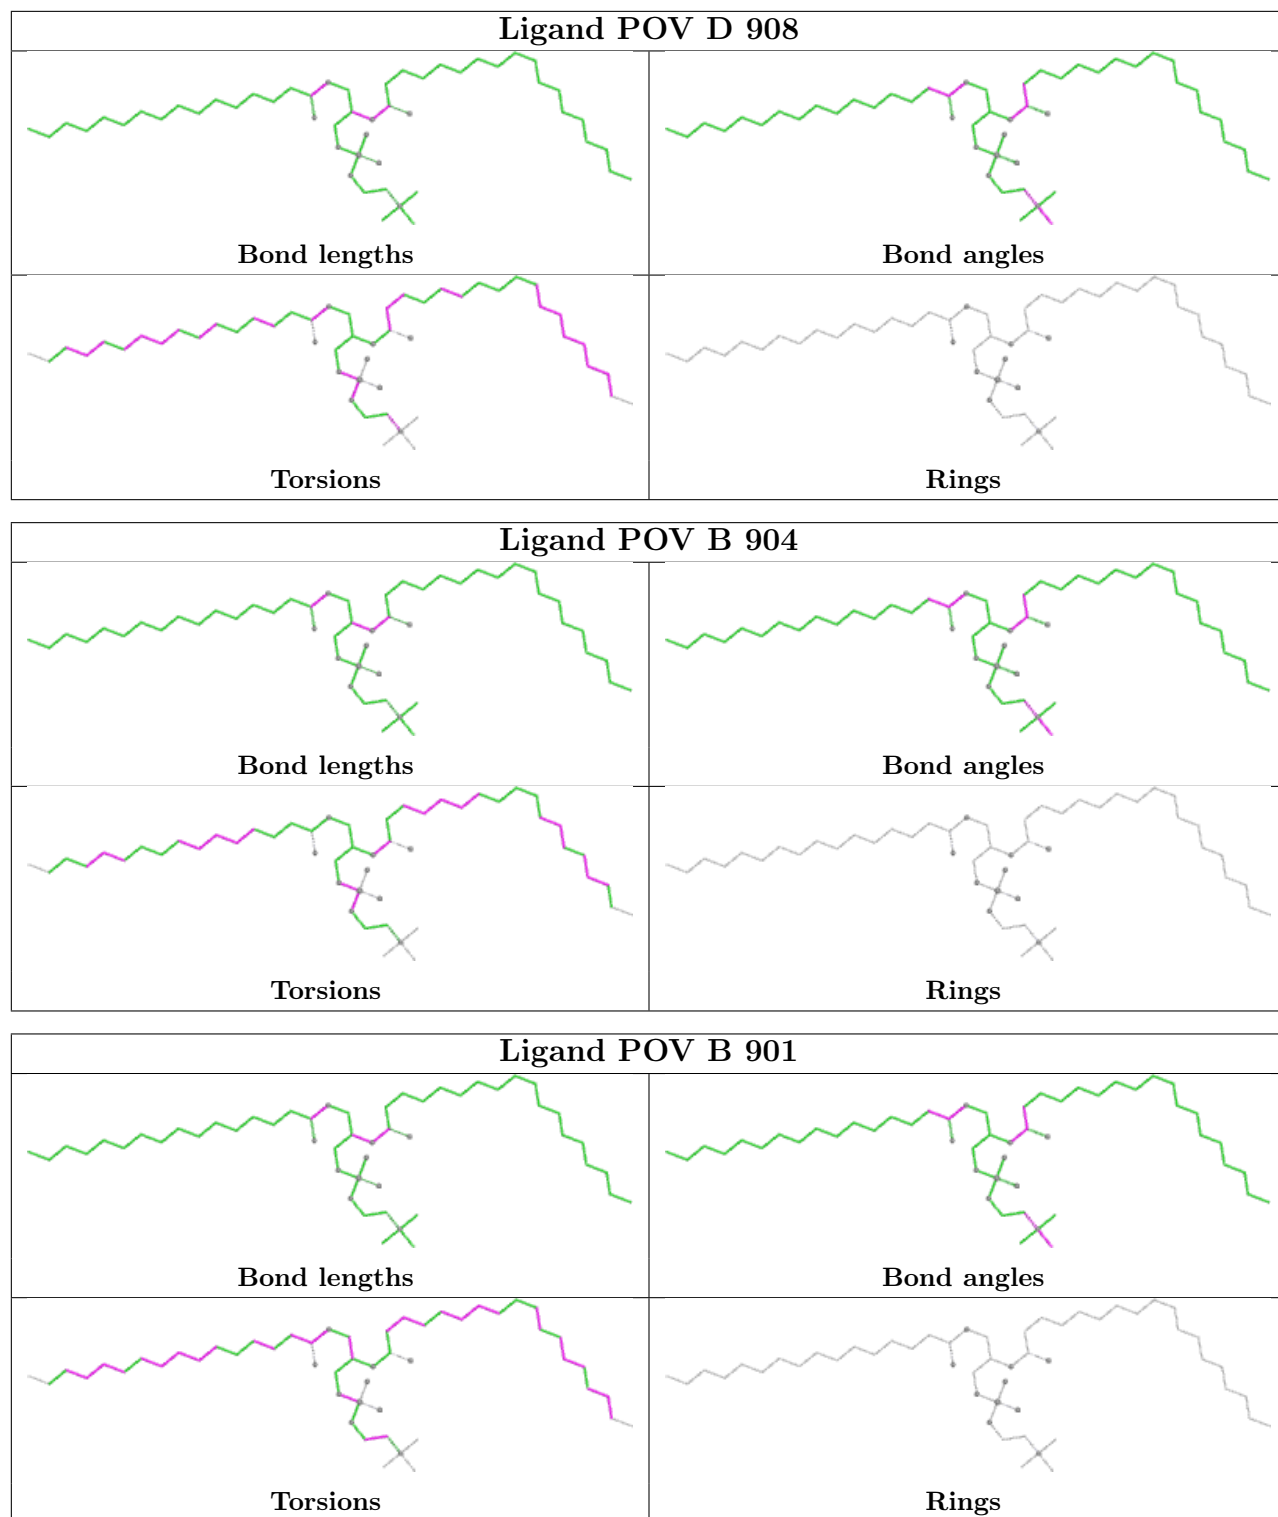 Ligand POV D 908
Bond lengths
Bond angles
Torsions
Rings
Ligand POV B 904
Bond lengths
Bond angles
Torsions
Rings
Ligand POV B 901
Bond lengths
Bond angles
Torsions
Rings